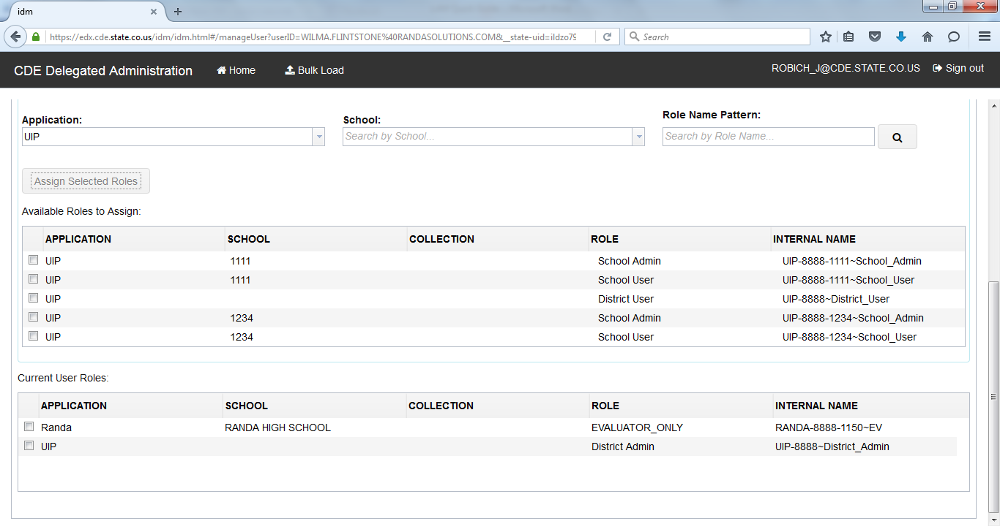 idm
https://edx.cde.state.co.us/idm/idm.html#/manageUser?userID=WILMA.FLINTSTONE%40RANDASOLUTIONS.COM&__state-uid=ildzo79
Search
CDE Delegated Administration Home Bulk Load ROBICH_J@CDE.STATE.CO.US Sign out
Application: School: Role Name Pattern:
UIP Search by School... Search by Role Name...
Assign Selected Roles
Available Roles to Assign:
APPLICATION SCHOOL COLLECTION ROLE INTERNAL NAME
UIP 1111 School Admin UIP-8888-1111~School_Admin
UIP 1111 School User UIP-8888-1111~School_User
UIP District User UIP-8888~District_User
UIP 1234 School Admin UIP-8888-1234~School_Admin
UIP 1234 School User UIP-8888-1234~School_User
Current User Roles:
APPLICATION SCHOOL COLLECTION ROLE INTERNAL NAME
Randa RANDA HIGH SCHOOL EVALUATOR_ONLY RANDA-8888-1150~EV
UIP District Admin UIP-8888~District_Admin